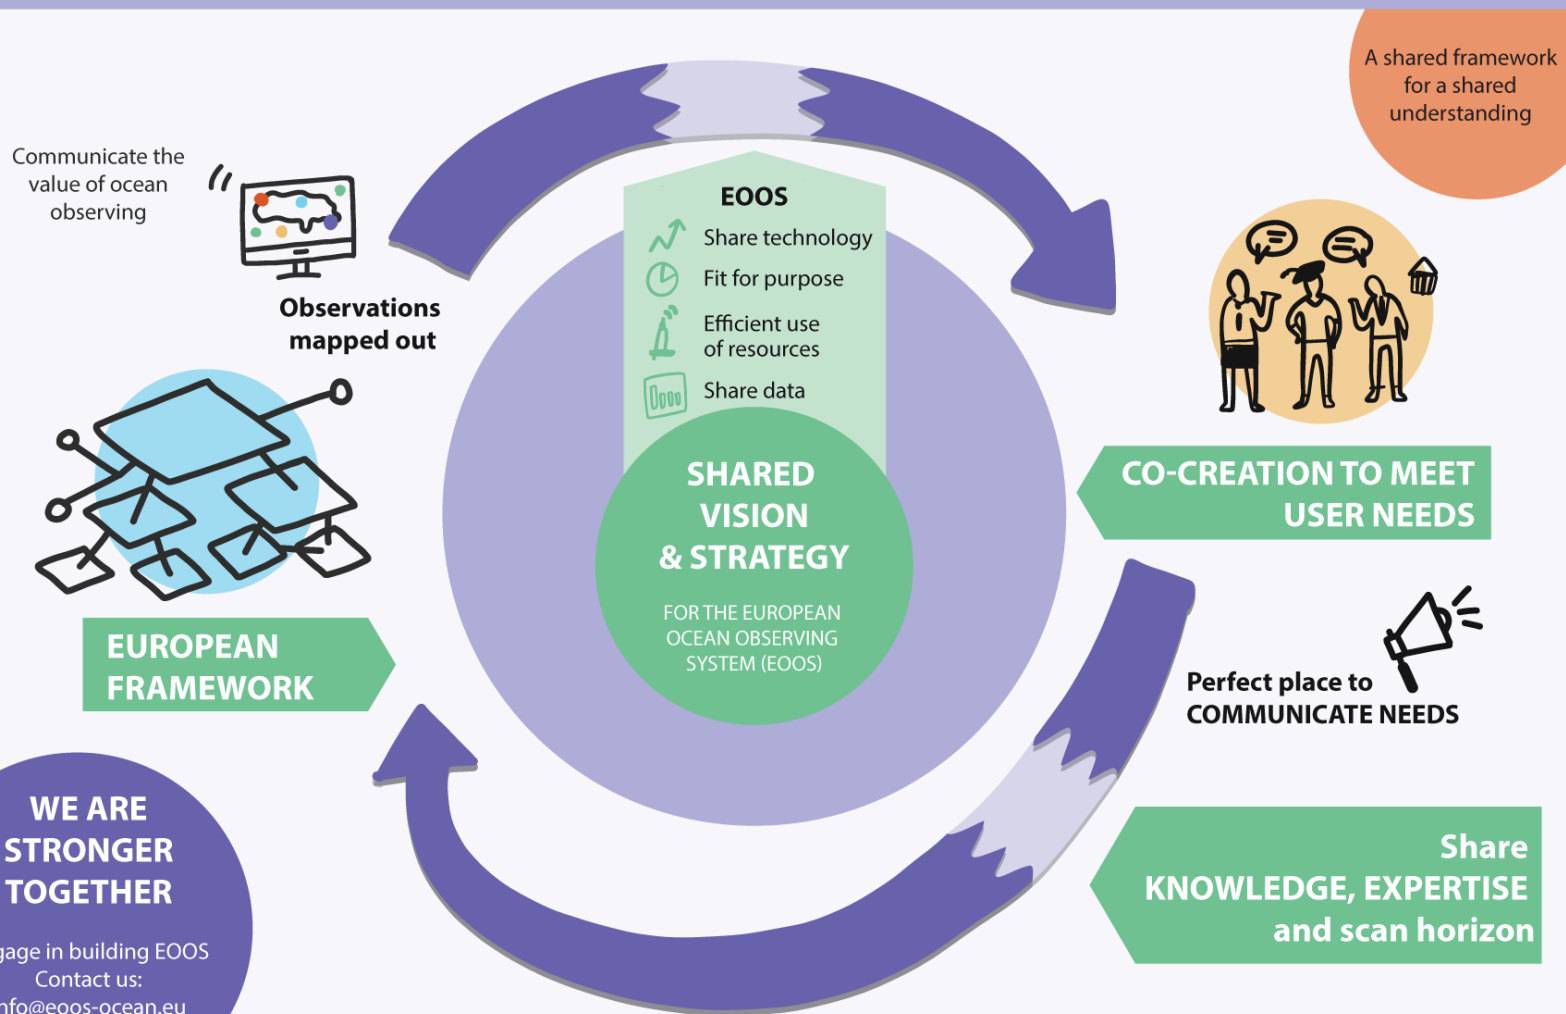 A shared framework
for a shared
understanding
Communicate the
value of ocean
observing
Observations
mapped out
EOOS
Share technology
Fit for purpose
Efficient use
of resources
Share data
SHARED
VISION
& STRATEGY
FOR THE EUROPEAN
OCEAN OBSERVING
SYSTEM (EOOS)
CO-CREATION TO MEET
USER NEEDS
EUROPEAN
FRAMEWORK
Perfect place to
COMMUNICATE NEEDS
WE ARE
STRONGER
TOGETHER
in building EOOS
Contact us:
Share
KNOWLEDGE, EXPERTISE
and scan horizon